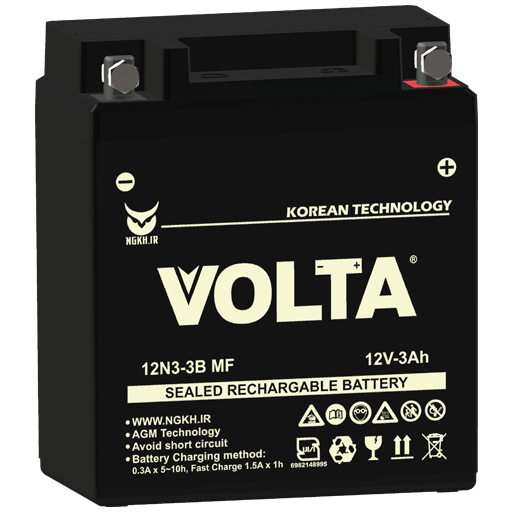 NGKH.IR
KOREAN TECHNOLOGY
VOLTA®
12N3-3B MF
12V-3Ah
SEALED RECHARGABLE BATTERY
•WWW.NGKH.IR
•AGM Technology
•Avoid short circuit
•Battery Charging method:
0.3A x 5~10h, Fast Charge 1.5A x 1h
6982148995